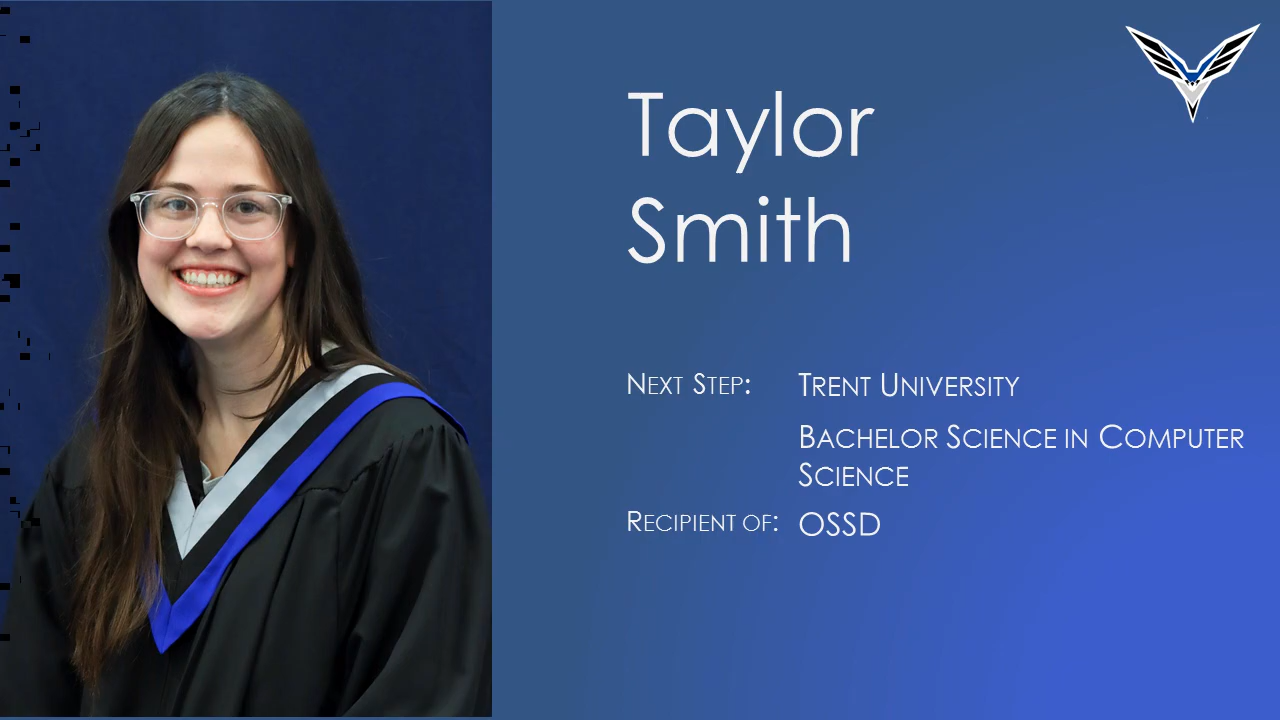 Taylor
Smith
Next Step: Trent University
Bachelor Science in Computer
Science
Recipient of: OSSD